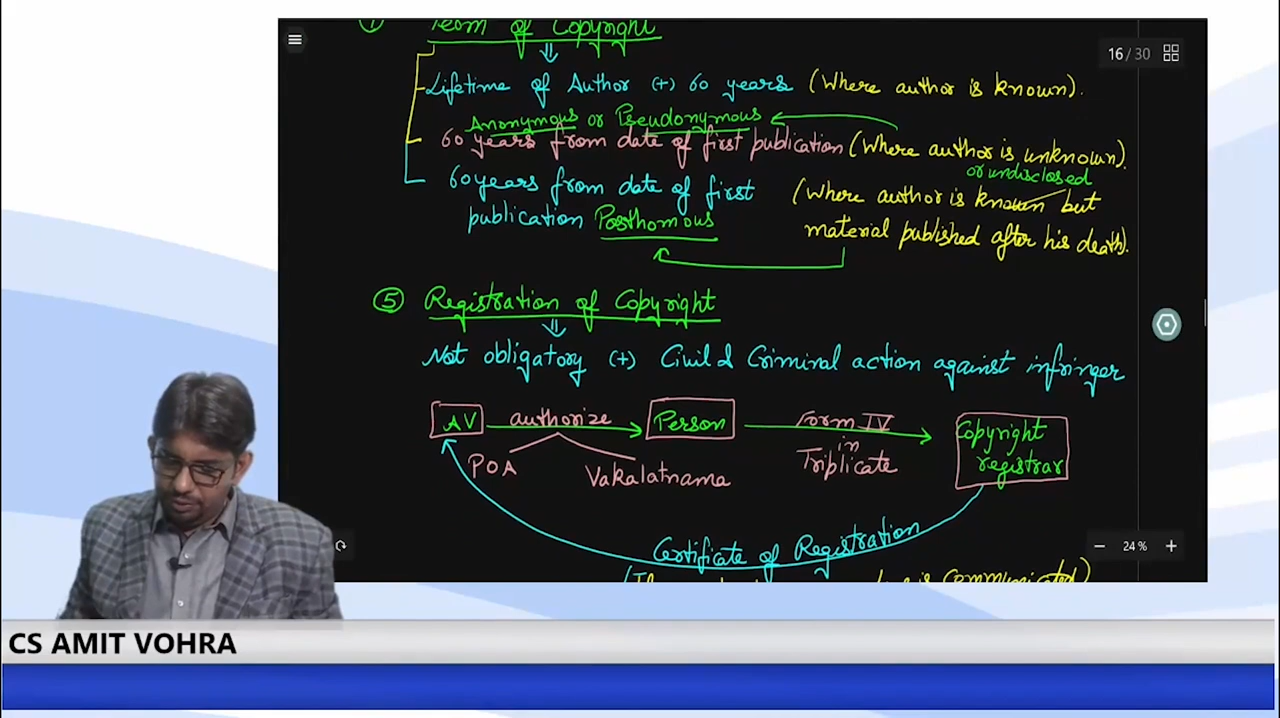 ① Term of Copyright
16 / 30
Lifetime of Author (+) 60 years (Where author is known).
Anonymous or Pseudonymous
60 years from date of first publication (Where author is unknown).
or undisclosed
60 years from date of first (Where author is known but
publication Posthomous material published after his death).
⑤ Registration of Copyright
Not obligatory (+) Civil & Criminal action against infringer
AV authorize Person Form IV Copyright
in
POA Vakalatnama Triplicate registrar
Certificate of Registration
is communicated)
24 %
CS AMIT VOHRA